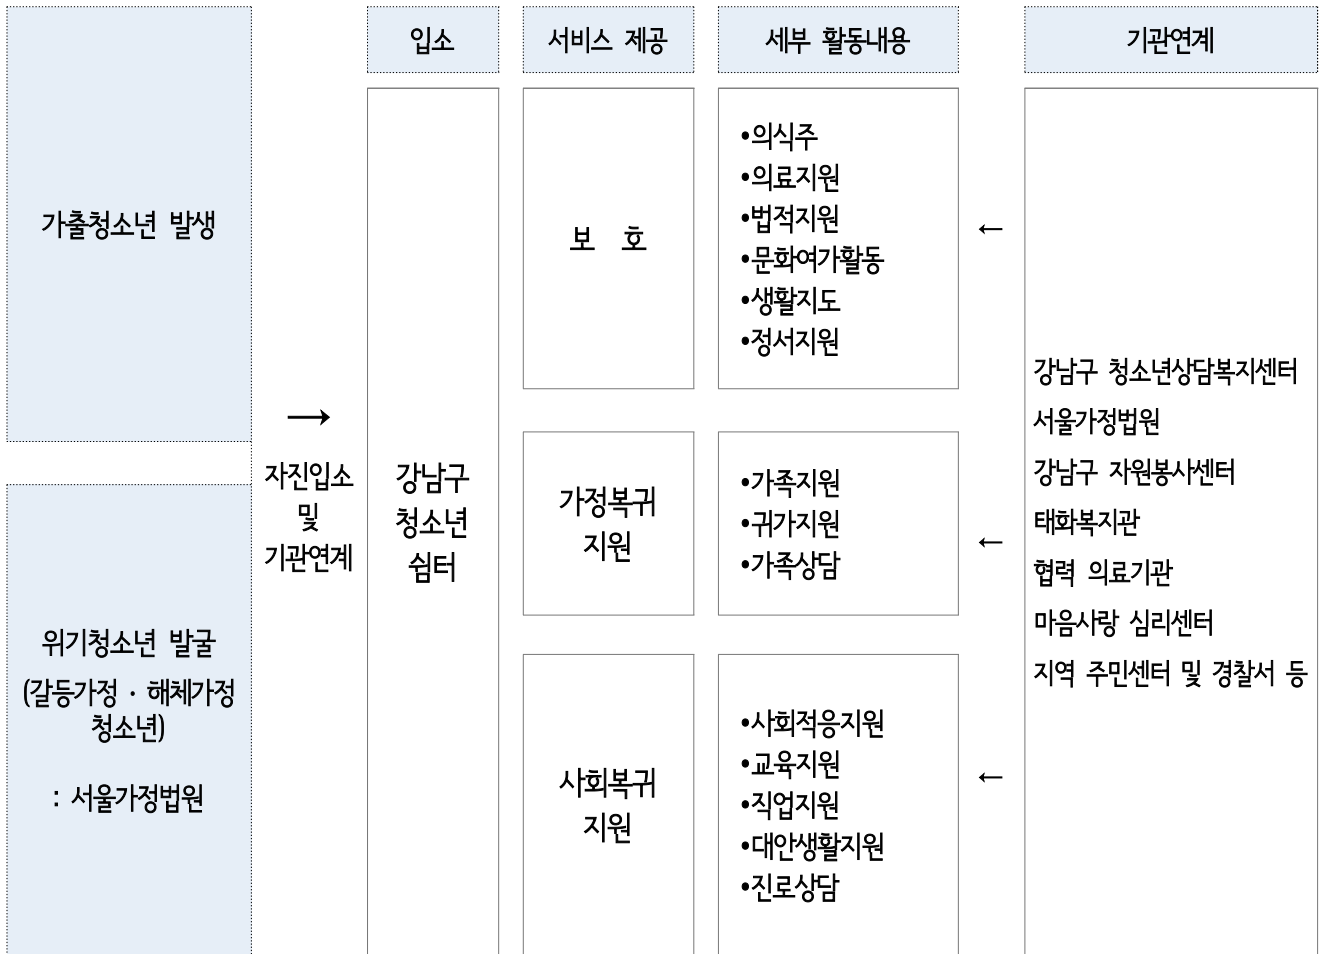 가출청소년 발생
위기청소년 발굴
(갈등가정 · 해체가정
청소년)
: 서울가정법원
→
자진입소
및
기관연계
입소
강남구
청소년
쉼터
서비스 제공
보 호
가정복귀
지원
사회복귀
지원
세부 활동내용
•의식주
•의료지원
•법적지원
•문화여가활동
•생활지도
•정서지원
•가족지원
•귀가지원
•가족상담
•사회적응지원
•교육지원
•직업지원
•대안생활지원
•진로상담
←
←
←
기관연계
강남구 청소년상담복지센터
서울가정법원
강남구 자원봉사센터
태화복지관
협력 의료기관
마음사랑 심리센터
지역 주민센터 및 경찰서 등